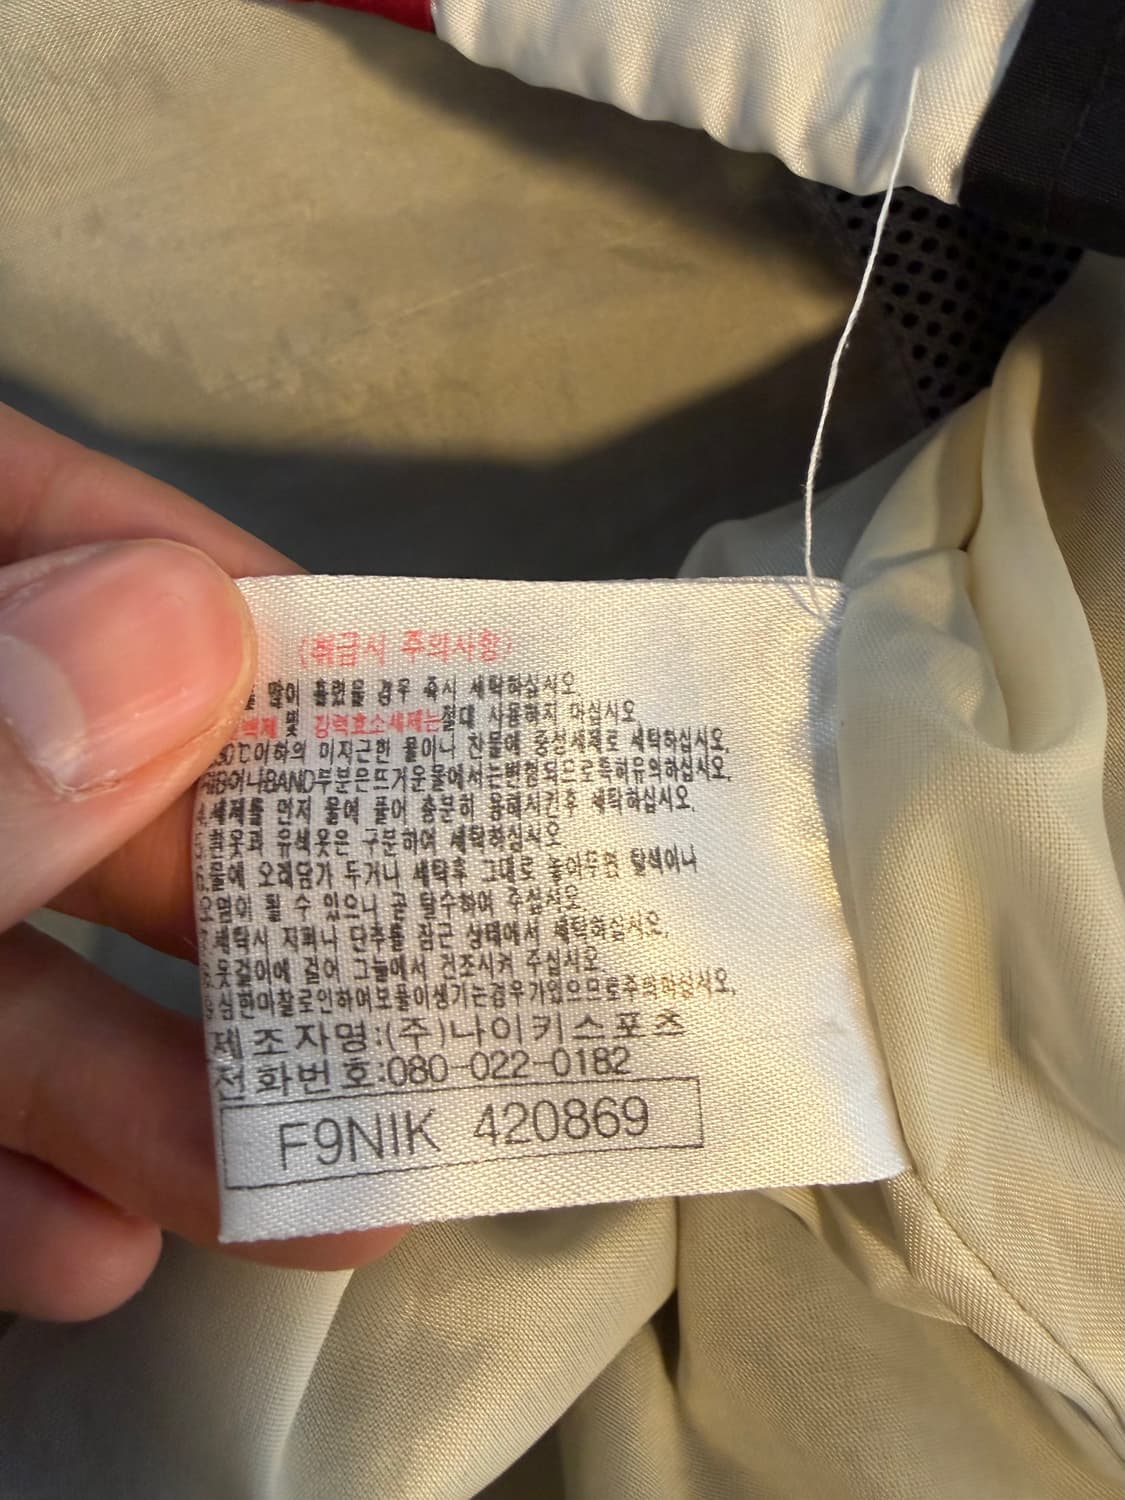 (취급시 주의사항)
많이 흘렸을 경우 즉시 세탁하십시오.
백제 및 강력효소세제는절대 사용하지 마십시오.
30℃이하의 미지근한 물이나 찬물에 중성세제로 세탁하십시오.
RIB이나BAND부분은뜨거운물에서는변형되므로특히유의하십시오.
세제를 먼저 물에 풀어 충분히 용해시킨후 세탁하십시오.
흰옷과 유색옷은 구분하여 세탁하십시오
물에 오래담가 두거나 세탁후 그대로 놓아두면 탈색이나
오염이 될 수 있으니 곧 탈수하여 주십시오
세탁시 지퍼나 단추를 잠근 상태에서 세탁하십시오.
옷걸이에 걸어 그늘에서 건조시켜 주십시오
심한마찰로인하여보풀이생기는경우가있으므로주의하십시오.
제조자명:(주)나이키스포츠
전화번호:080-022-0182
F9NIK 420869